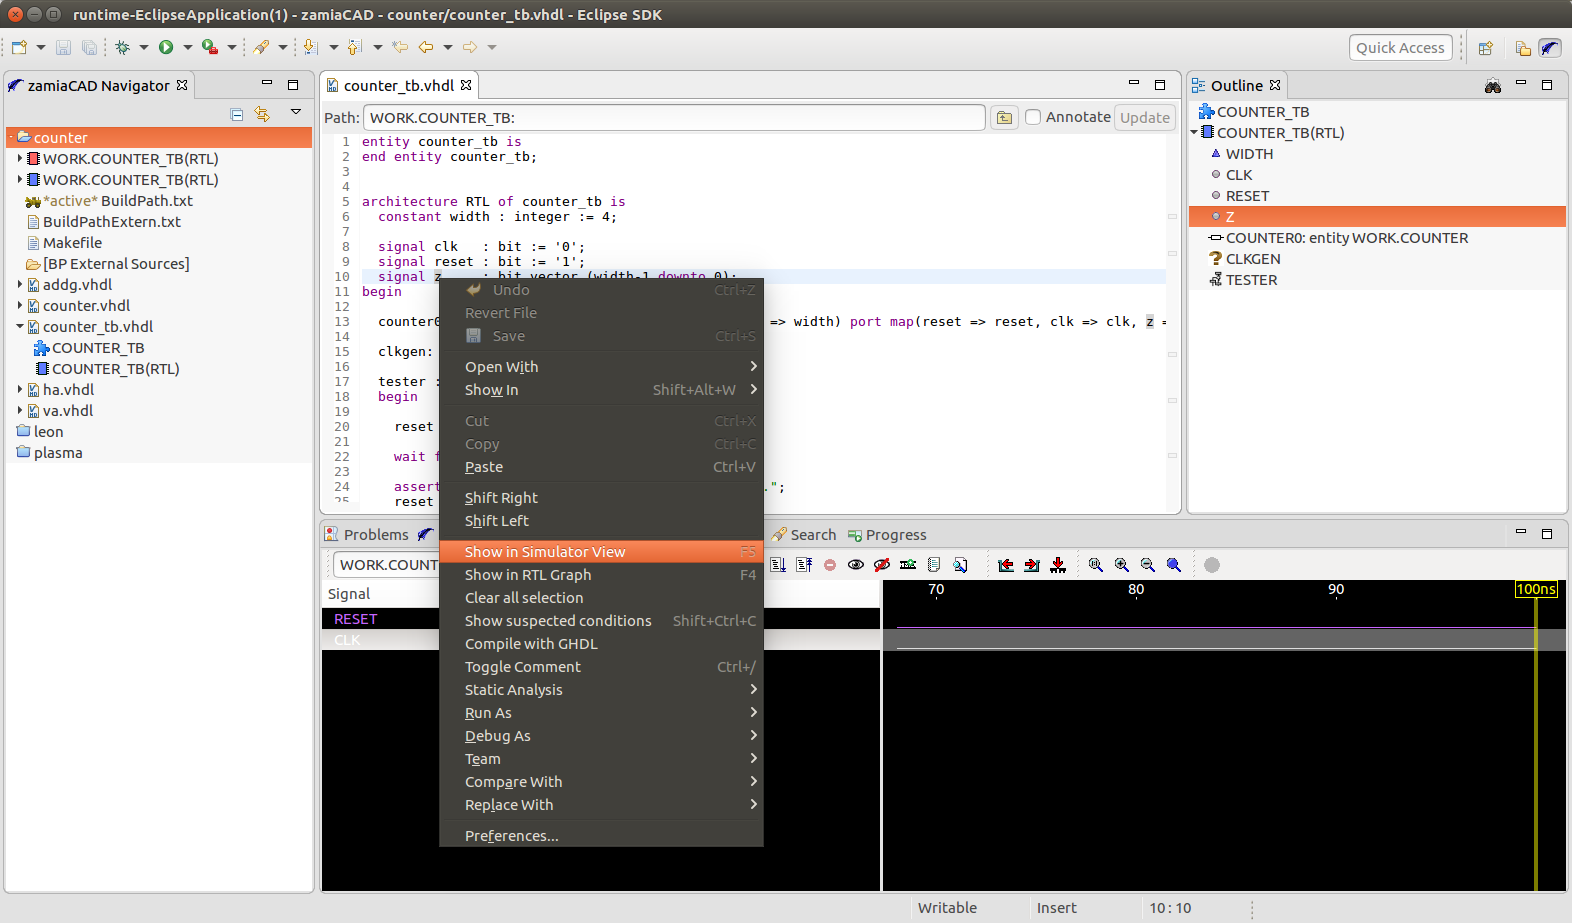 runtime-EclipseApplication(1) - zamiaCAD - counter/counter_tb.vhdl - Eclipse SDK
Quick Access
zamiaCAD Navigator
counter
WORK.COUNTER_TB(RTL)
WORK.COUNTER_TB(RTL)
*active* BuildPath.txt
BuildPathExtern.txt
Makefile
[BP External Sources]
addg.vhdl
counter.vhdl
counter_tb.vhdl
COUNTER_TB
COUNTER_TB(RTL)
ha.vhdl
va.vhdl
leon
plasma
counter_tb.vhdl
Path: WORK.COUNTER_TB: Annotate Update
1 entity counter_tb is
2 end entity counter_tb;
3
4
5 architecture RTL of counter_tb is
6 constant width : integer := 4;
7
8 signal clk : bit := '0';
9 signal reset : bit := '1';
10 signal z : bit_vector (width-1 downto 0);
11 begin
12
13 counter0 => width) port map(reset => reset, clk => clk, z =
14
15 clkgen:
16
17 tester :
18 begin
19
20 reset
21
22 wait f
23
24 assert .";
25 reset
Undo Ctrl+Z
Revert File
Save Ctrl+S
Open With
Show In Shift+Alt+W
Cut Ctrl+X
Copy Ctrl+C
Paste Ctrl+V
Shift Right
Shift Left
Show in Simulator View F5
Show in RTL Graph F4
Clear all selection
Show suspected conditions Shift+Ctrl+C
Compile with GHDL
Toggle Comment Ctrl+/
Static Analysis
Run As
Debug As
Team
Compare With
Replace With
Preferences...
Outline
COUNTER_TB
COUNTER_TB(RTL)
WIDTH
CLK
RESET
Z
COUNTER0: entity WORK.COUNTER
CLKGEN
TESTER
Problems Search Progress
WORK.COUNT
Signal
RESET
CLK
70 80 90 100ns
Writable Insert 10:10